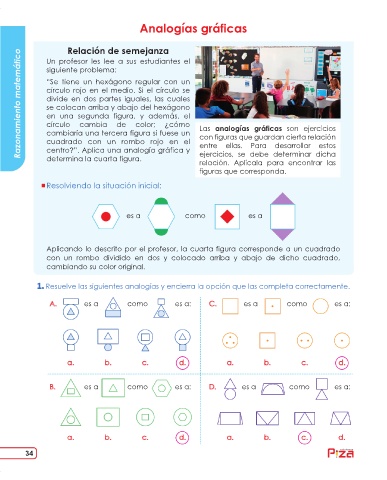 Analogías gráficas
Razonamiento matemático
Relación de semejanza
Un profesor les lee a sus estudiantes el
siguiente problema:
“Se tiene un hexágono regular con un
círculo rojo en el medio. Si el círculo se
divide en dos partes iguales, las cuales
se colocan arriba y abajo del hexágono
en una segunda figura, y además, el
círculo cambia de color; ¿cómo
cambiaría una tercera figura si fuese un
cuadrado con un rombo rojo en el
centro?”. Aplica una analogía gráfica y
determina la cuarta figura.
Las analogías gráficas son ejercicios
con figuras que guardan cierta relación
entre ellas. Para desarrollar estos
ejercicios, se debe determinar dicha
relación. Aplícala para encontrar las
figuras que corresponda.
Resolviendo la situación inicial:
es a como es a
Aplicando lo descrito por el profesor, la cuarta figura corresponde a un cuadrado
con un rombo dividido en dos y colocado arriba y abajo de dicho cuadrado,
cambiando su color original.
1. Resuelve las siguientes analogías y encierra la opción que las completa correctamente.
A. es a como es a:
a. b. c. d.
C. es a como es a:
a. b. c. d.
B. es a como es a:
a. b. c. d.
D. es a como es a:
a. b. c. d.
34